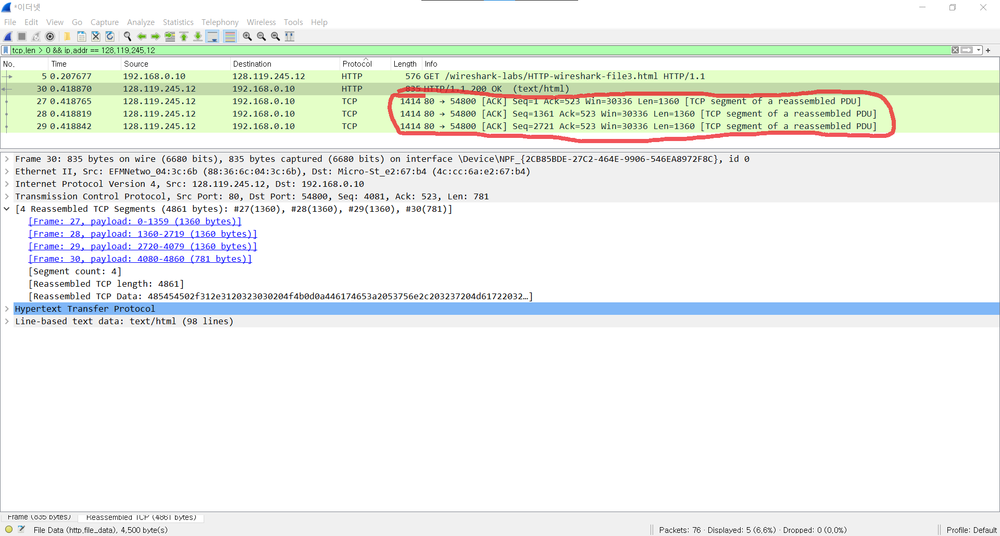 *이더넷
File Edit View Go Capture Analyze Statistics Telephony Wireless Tools Help
tcp.len > 0 && ip.addr == 128.119.245.12
No. Time Source Destination Protocol Length Info
5 0.207677 192.168.0.10 128.119.245.12 HTTP 576 GET /wireshark-labs/HTTP-wireshark-file3.html HTTP/1.1
30 0.418870 128.119.245.12 192.168.0.10 HTTP 835 HTTP/1.1 200 OK (text/html)
27 0.418765 128.119.245.12 192.168.0.10 TCP 1414 80 → 54800 [ACK] Seq=1 Ack=523 Win=30336 Len=1360 [TCP segment of a reassembled PDU]
28 0.418819 128.119.245.12 192.168.0.10 TCP 1414 80 → 54800 [ACK] Seq=1361 Ack=523 Win=30336 Len=1360 [TCP segment of a reassembled PDU]
29 0.418842 128.119.245.12 192.168.0.10 TCP 1414 80 → 54800 [ACK] Seq=2721 Ack=523 Win=30336 Len=1360 [TCP segment of a reassembled PDU]
Frame 30: 835 bytes on wire (6680 bits), 835 bytes captured (6680 bits) on interface \Device\NPF_{2CB85BDE-27C2-464E-9906-546EA8972F8C}, id 0
Ethernet II, Src: EFMNetwo_04:3c:6b (88:36:6c:04:3c:6b), Dst: Micro-St_e2:67:b4 (4c:cc:6a:e2:67:b4)
Internet Protocol Version 4, Src: 128.119.245.12, Dst: 192.168.0.10
Transmission Control Protocol, Src Port: 80, Dst Port: 54800, Seq: 4081, Ack: 523, Len: 781
[4 Reassembled TCP Segments (4861 bytes): #27(1360), #28(1360), #29(1360), #30(781)]
[Frame: 27, payload: 0-1359 (1360 bytes)]
[Frame: 28, payload: 1360-2719 (1360 bytes)]
[Frame: 29, payload: 2720-4079 (1360 bytes)]
[Frame: 30, payload: 4080-4860 (781 bytes)]
[Segment count: 4]
[Reassembled TCP length: 4861]
[Reassembled TCP Data: 485454502f312e3120323030204f4b0d0a446174653a2053756e2c203237204d61722032…]
Hypertext Transfer Protocol
Line-based text data: text/html (98 lines)
Frame (835 bytes) Reassembled TCP (4861 bytes)
File Data (http.file_data), 4,500 byte(s) Packets: 76 · Displayed: 5 (6.6%) · Dropped: 0 (0.0%) Profile: Default